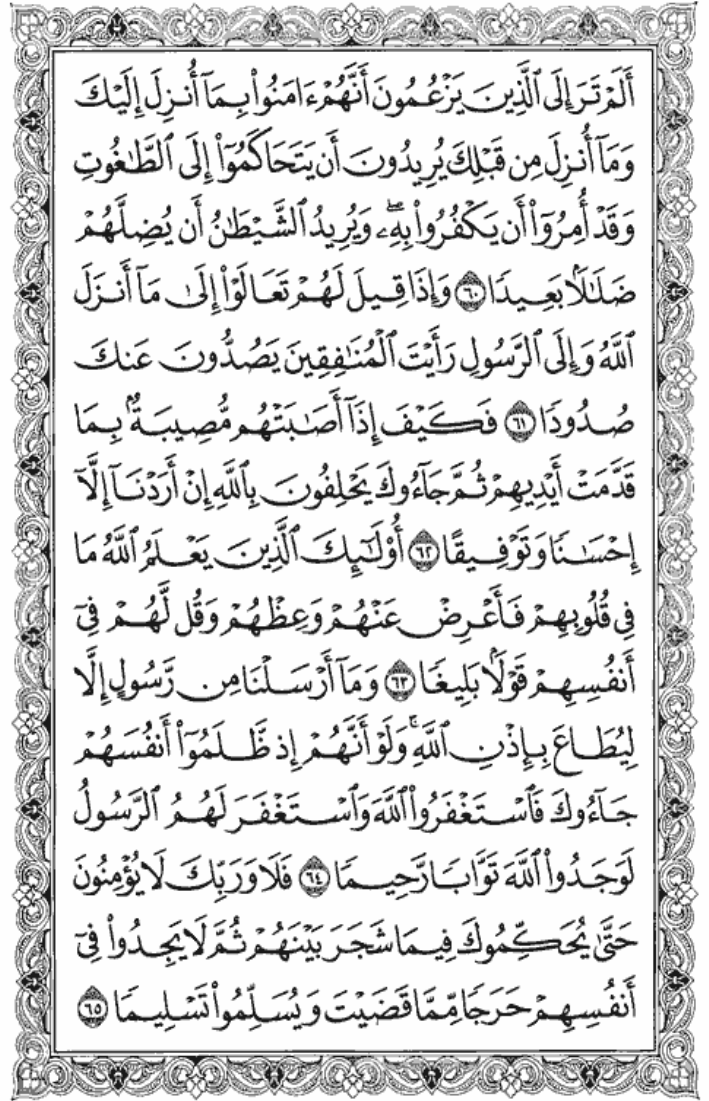 أَلَمْ تَرَ إِلَى ٱلَّذِينَ يَزْعُمُونَ أَنَّهُمْ ءَامَنُوا۟ بِمَآ أُنزِلَ إِلَيْكَ
وَمَآ أُنزِلَ مِن قَبْلِكَ يُرِيدُونَ أَن يَتَحَاكَمُوٓا۟ إِلَى ٱلطَّـٰغُوتِ
وَقَدْ أُمِرُوٓا۟ أَن يَكْفُرُوا۟ بِهِۦۖ وَيُرِيدُ ٱلشَّيْطَـٰنُ أَن يُضِلَّهُمْ
ضَلَـٰلًۢا بَعِيدًا ٦٠ وَإِذَا قِيلَ لَهُمْ تَعَالَوْا۟ إِلَىٰ مَآ أَنزَلَ
ٱللَّهُ وَإِلَى ٱلرَّسُولِ رَأَيْتَ ٱلْمُنَـٰفِقِينَ يَصُدُّونَ عَنكَ
صُدُودًا ٦١ فَكَيْفَ إِذَآ أَصَـٰبَتْهُم مُّصِيبَةٌۢ بِمَا
قَدَّمَتْ أَيْدِيهِمْ ثُمَّ جَآءُوكَ يَحْلِفُونَ بِٱللَّهِ إِنْ أَرَدْنَآ إِلَّآ
إِحْسَـٰنًا وَتَوْفِيقًا ٦٢ أُو۟لَـٰٓئِكَ ٱلَّذِينَ يَعْلَمُ ٱللَّهُ مَا
فِى قُلُوبِهِمْ فَأَعْرِضْ عَنْهُمْ وَعِظْهُمْ وَقُل لَّهُمْ فِىٓ
أَنفُسِهِمْ قَوْلًۢا بَلِيغًا ٦٣ وَمَآ أَرْسَلْنَا مِن رَّسُولٍ إِلَّا
لِيُطَاعَ بِإِذْنِ ٱللَّهِۚ وَلَوْ أَنَّهُمْ إِذ ظَّلَمُوٓا۟ أَنفُسَهُمْ
جَآءُوكَ فَٱسْتَغْفَرُوا۟ ٱللَّهَ وَٱسْتَغْفَرَ لَهُمُ ٱلرَّسُولُ
لَوَجَدُوا۟ ٱللَّهَ تَوَّابًا رَّحِيمًا ٦٤ فَلَا وَرَبِّكَ لَا يُؤْمِنُونَ
حَتَّىٰ يُحَكِّمُوكَ فِيمَا شَجَرَ بَيْنَهُمْ ثُمَّ لَا يَجِدُوا۟ فِىٓ
أَنفُسِهِمْ حَرَجًا مِّمَّا قَضَيْتَ وَيُسَلِّمُوا۟ تَسْلِيمًا ٦٥